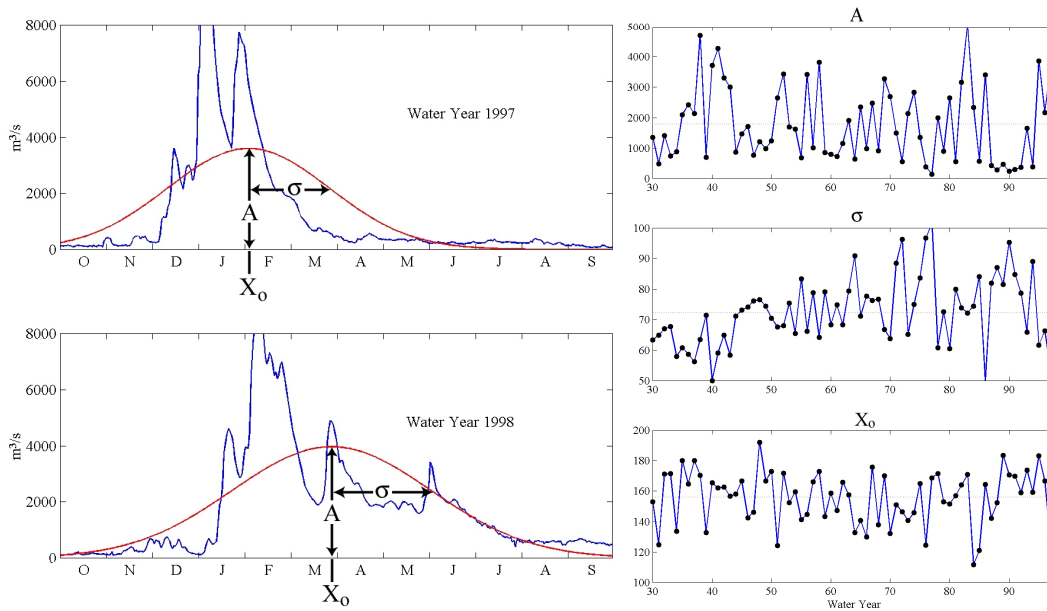 8000
6000
4000
2000
0
m³/s
Water Year 1997
σ
A
O N D J F M A M J J A S
Xo
8000
6000
4000
2000
0
m³/s
Water Year 1998
σ
A
O N D J F M A M J J A S
Xo
A
5000
4000
3000
2000
1000
0
30 40 50 60 70 80 90
σ
100
90
80
70
60
50
30 40 50 60 70 80 90
Xo
200
180
160
140
120
100
30 40 50 60 70 80 90
Water Year